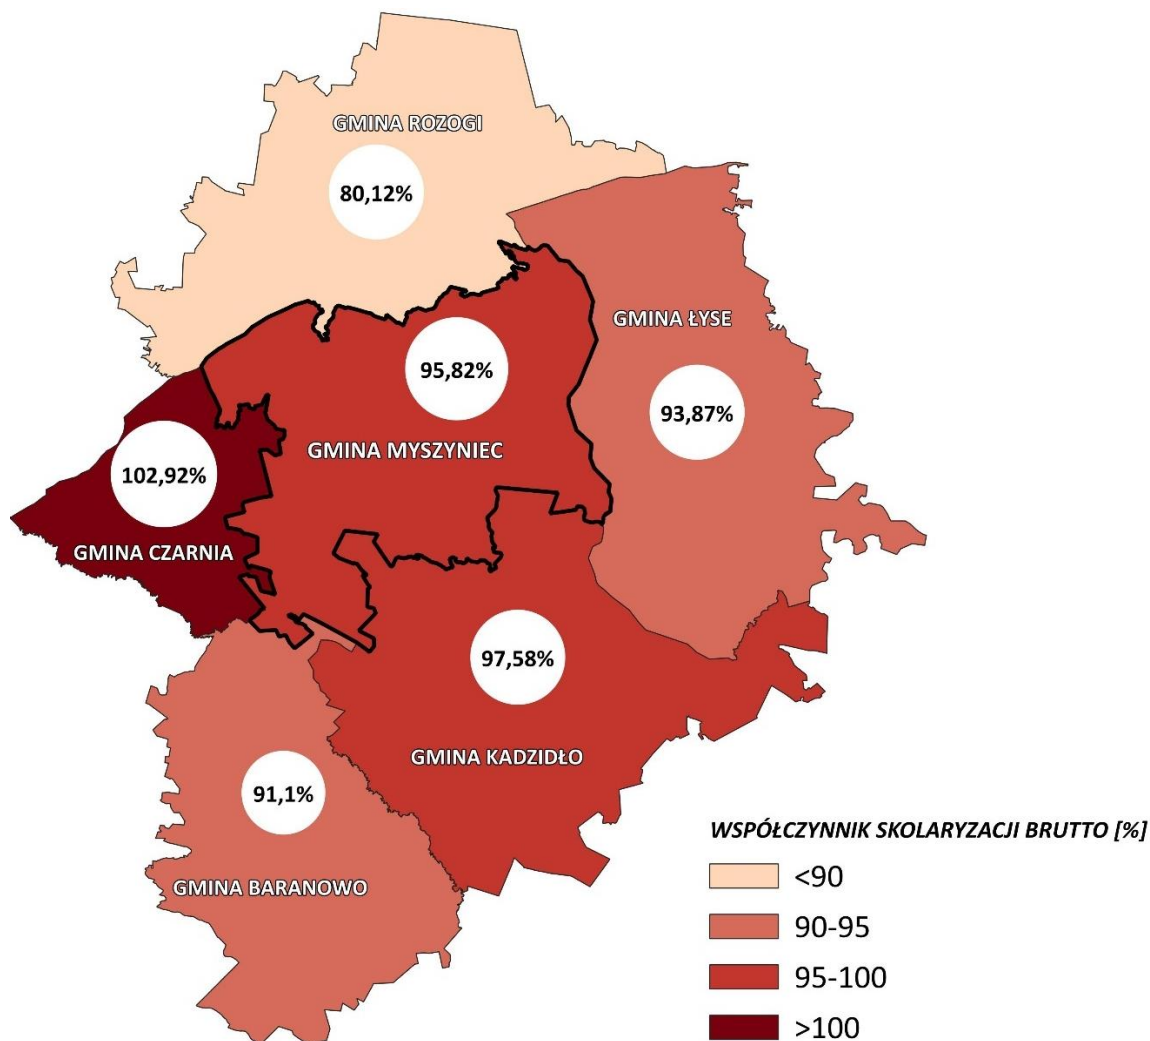 GMINA ROZOGI
80,12%
GMINA ŁYSE
95,82%
93,87%
GMINA MYSZYNIEC
102,92%
GMINA CZARNIA
97,58%
GMINA KADZIDŁO
91,1%
GMINA BARANOWO
WSPÓŁCZYNNIK SKOLARYZACJI BRUTTO [%]
<90
90-95
95-100
>100